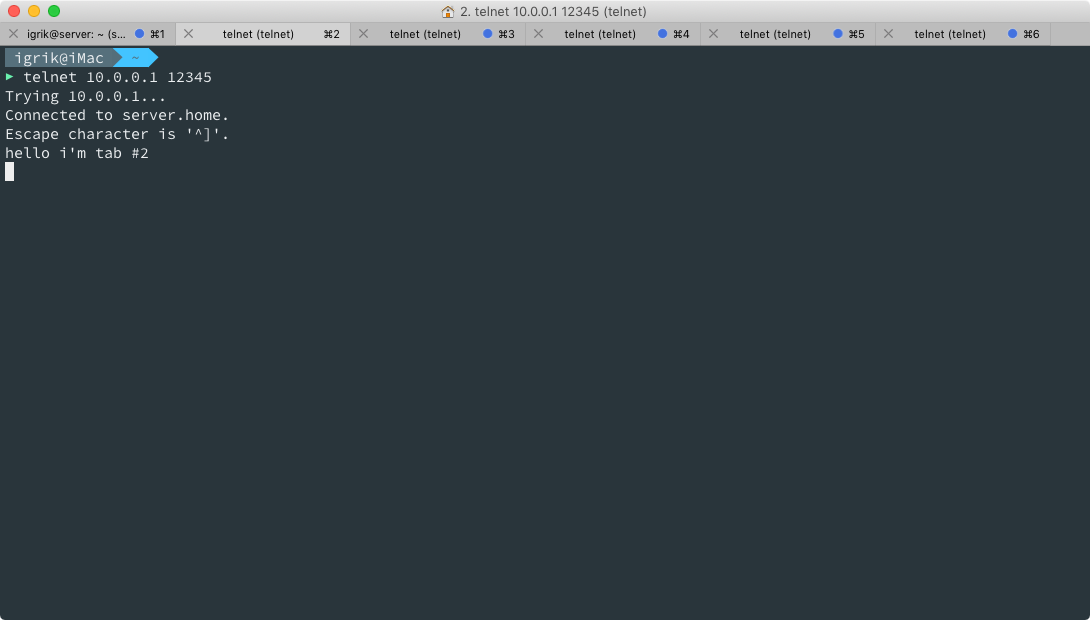 2. telnet 10.0.0.1 12345 (telnet)
igrik@server: ~ (s... ⌘1 telnet (telnet) ⌘2 telnet (telnet) ⌘3 telnet (telnet) ⌘4 telnet (telnet) ⌘5 telnet (telnet) ⌘6
igrik@iMac ~
▶ telnet 10.0.0.1 12345
Trying 10.0.0.1...
Connected to server.home.
Escape character is '^]'.
hello i'm tab #2